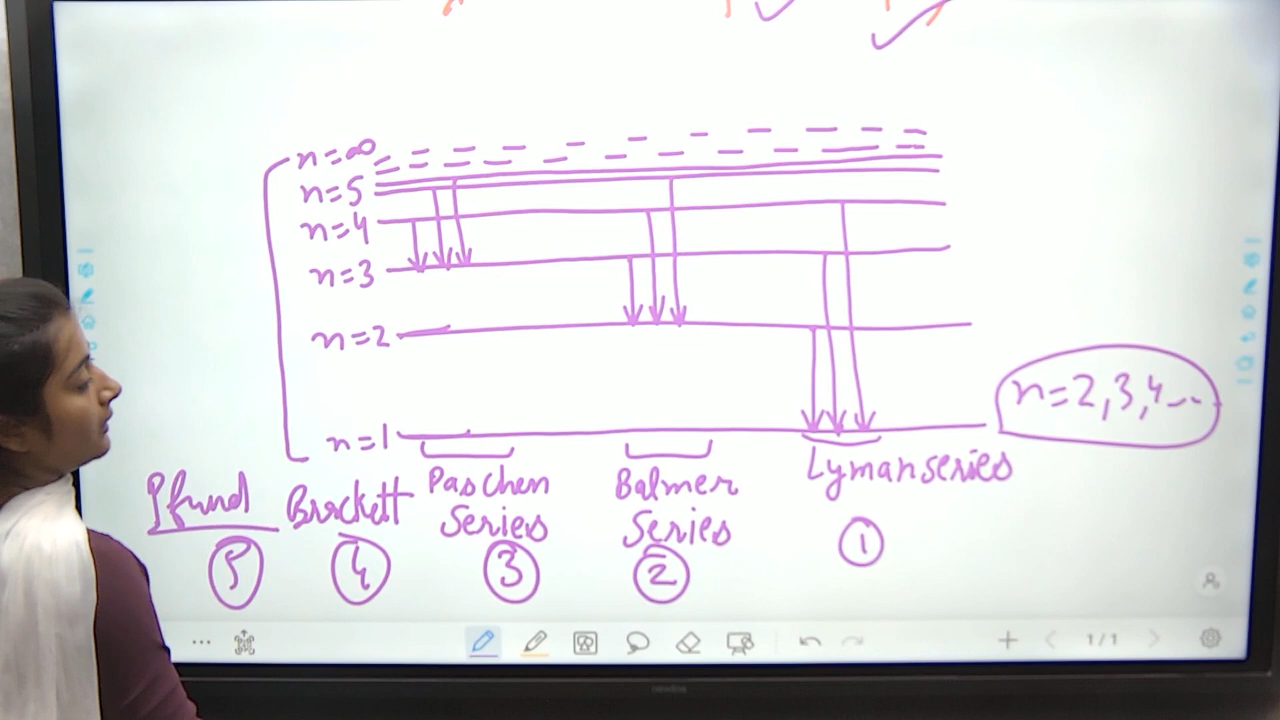 n=∞
n=5
n=4
n=3
n=2
n=1
n=2,3,4---
Lymanseries
Paschen
Series
Balmer
Series
Pfund
Brackett
5
4
3
2
1
1/1